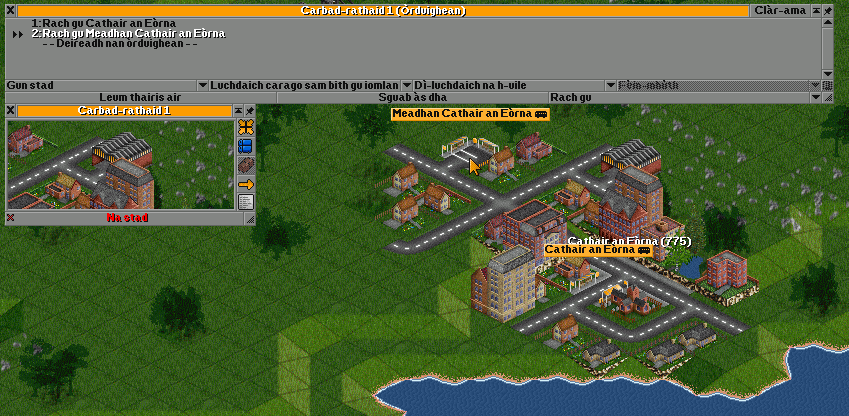 Carbad-rathaid 1 (Òrduighean)
Clàr-ama
1: Rach gu Cathair an Eòrna
2: Rach gu Meadhan Cathair an Eòrna
- - Deireadh nan òrduighean - -
Gun stad
Luchdaich carago sam bith gu iomlan
Dì-luchdaich na h-uile
Fèin-mhùth
Leum thairis air
Sguab às dha
Rach gu
Carbad-rathaid 1
Na stad
Meadhan Cathair an Eòrna
Cathair an Eòrna (775)
Cathair an Eòrna